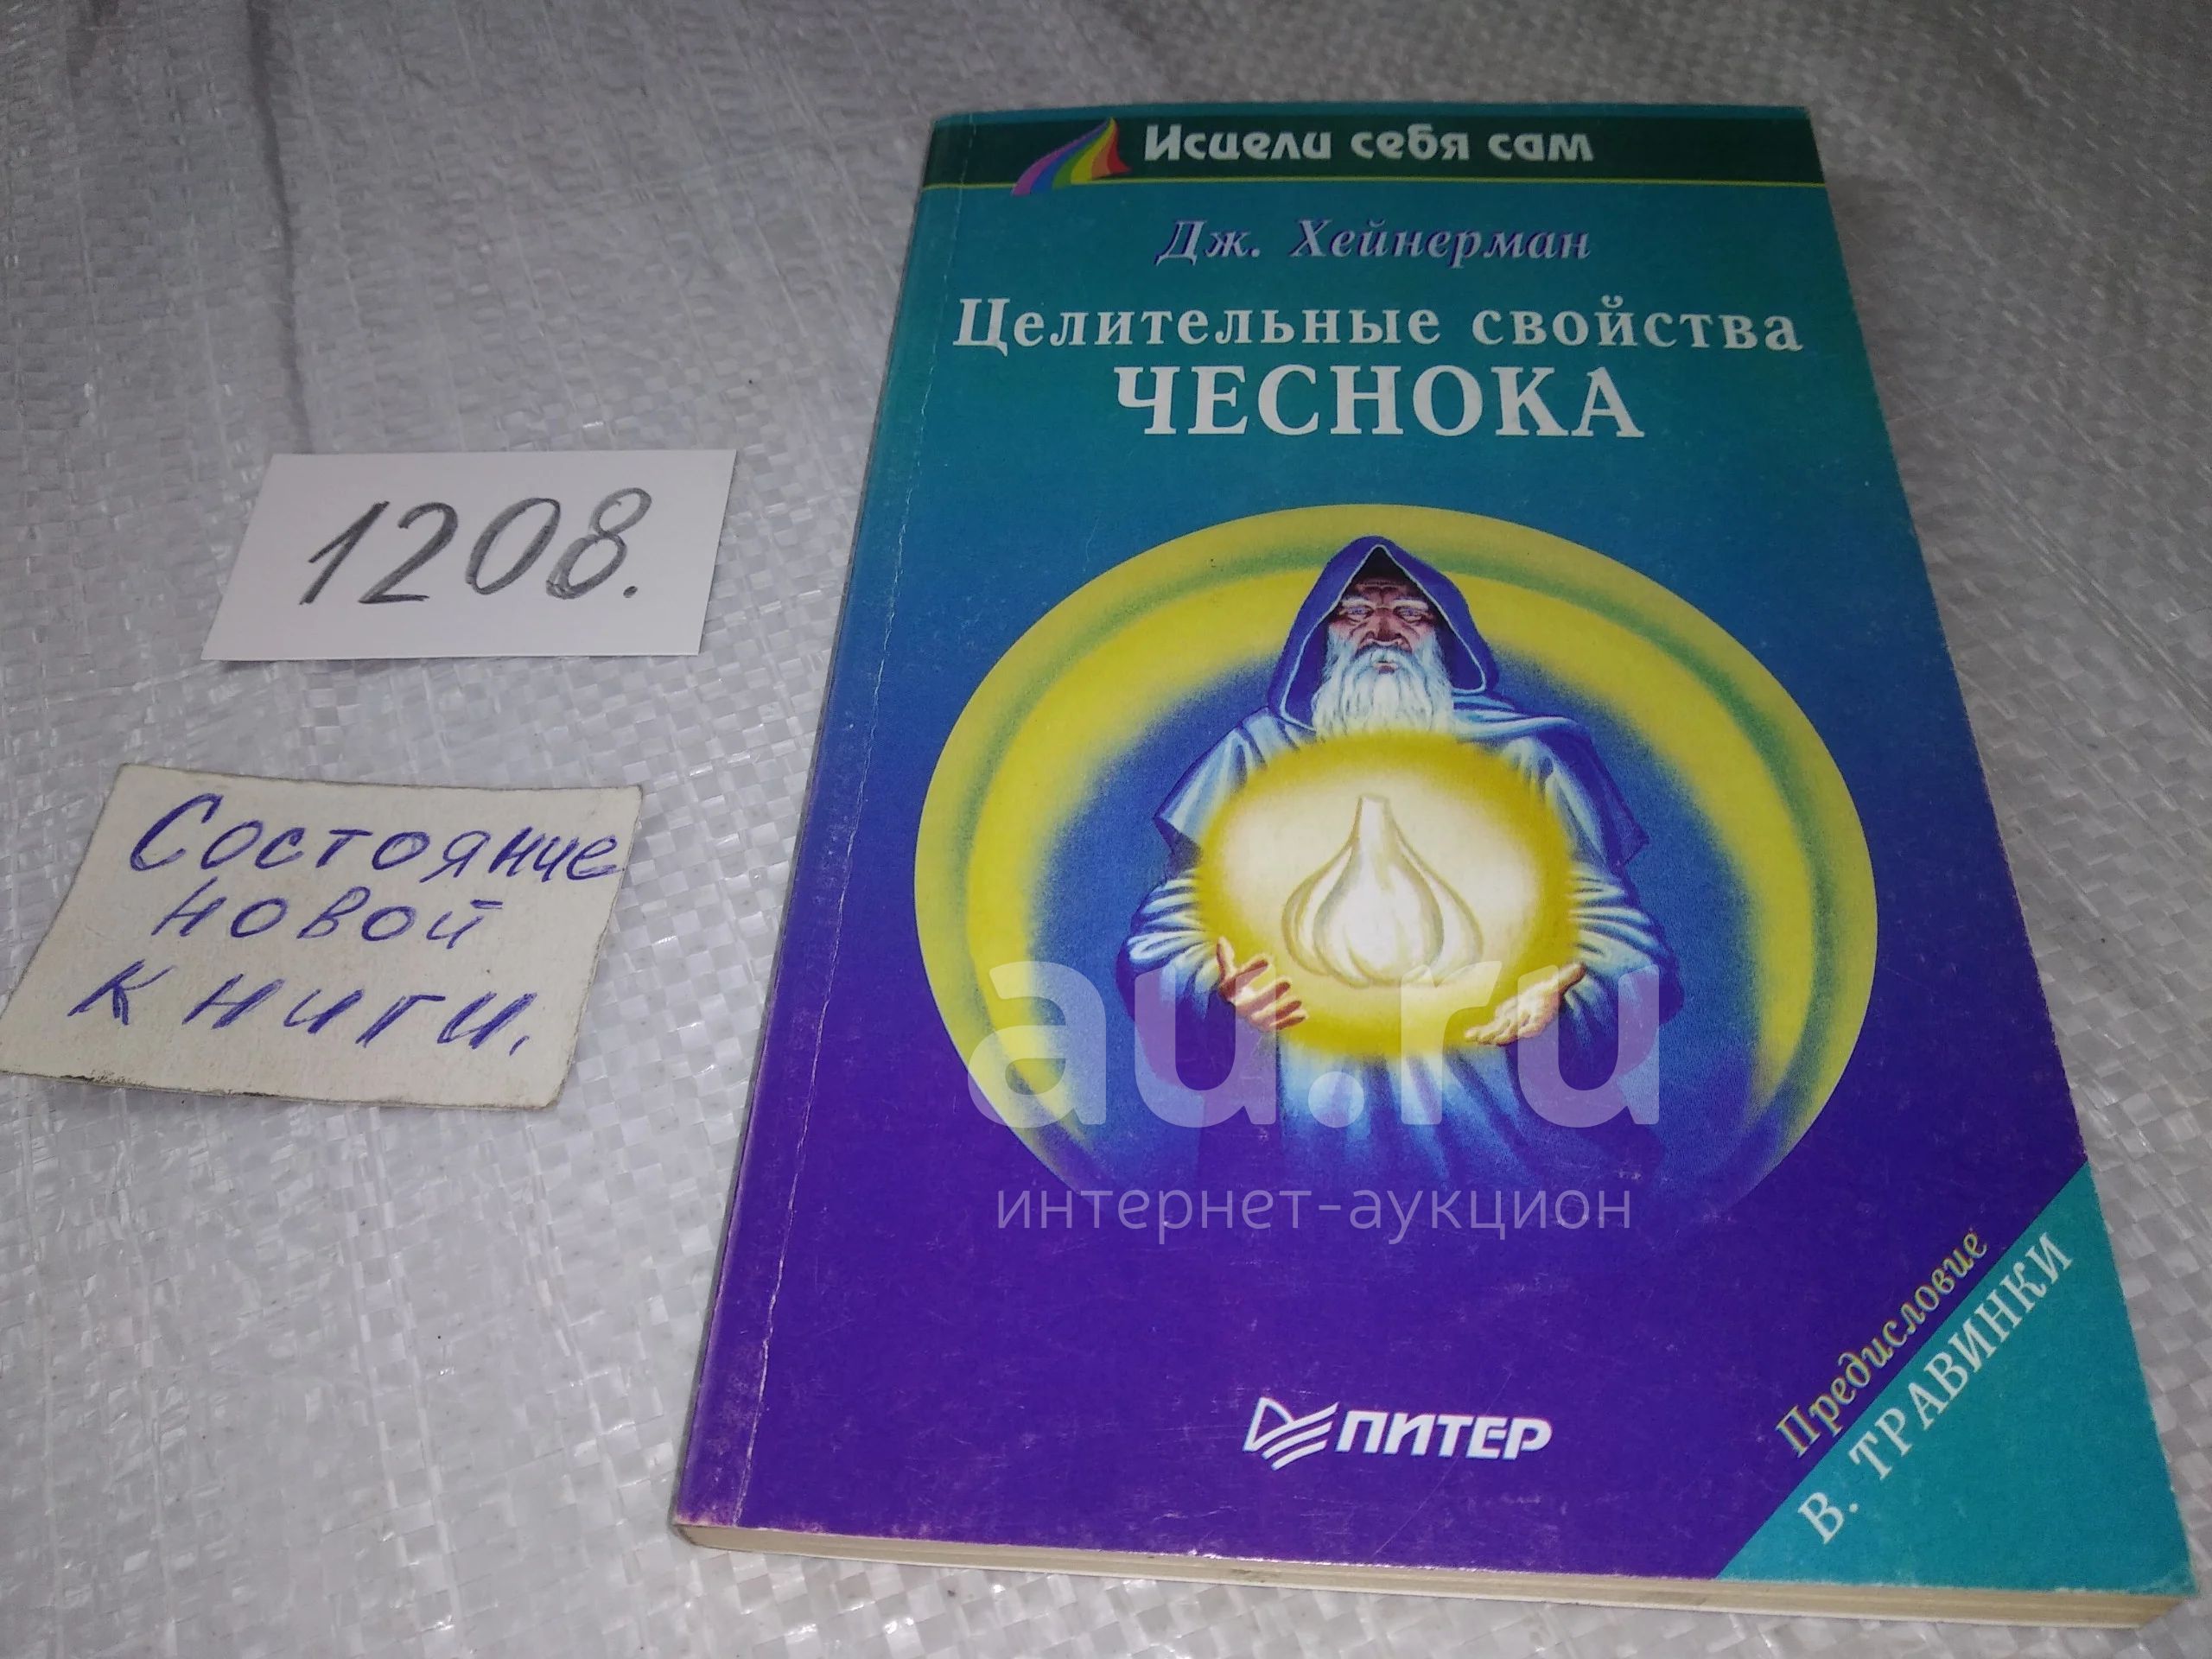 Исцели себя сам
Дж. Хейнерман
Целительные свойства
ЧЕСНОКА
1208.
Состояние
новой
книги.
au.ru
интернет-аукцион
ПИТЕР
Предисловие
В. ТРАВИНКИ